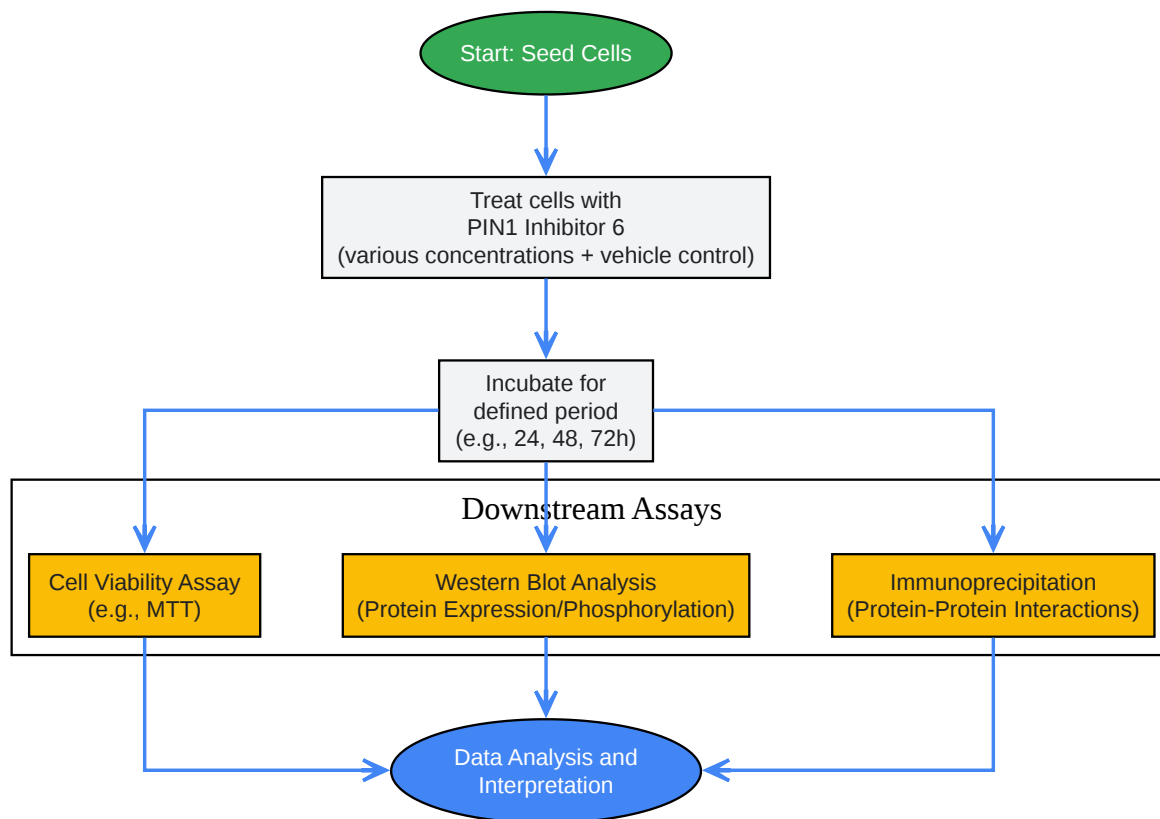 Start: Seed Cells
Treat cells with
PIN1 Inhibitor 6
(various concentrations + vehicle control)
Incubate for
defined period
(e.g., 24, 48, 72h)
Downstream Assays
Cell Viability Assay
(e.g., MTT)
Western Blot Analysis
(Protein Expression/Phosphorylation)
Immunoprecipitation
(Protein-Protein Interactions)
Data Analysis and
Interpretation